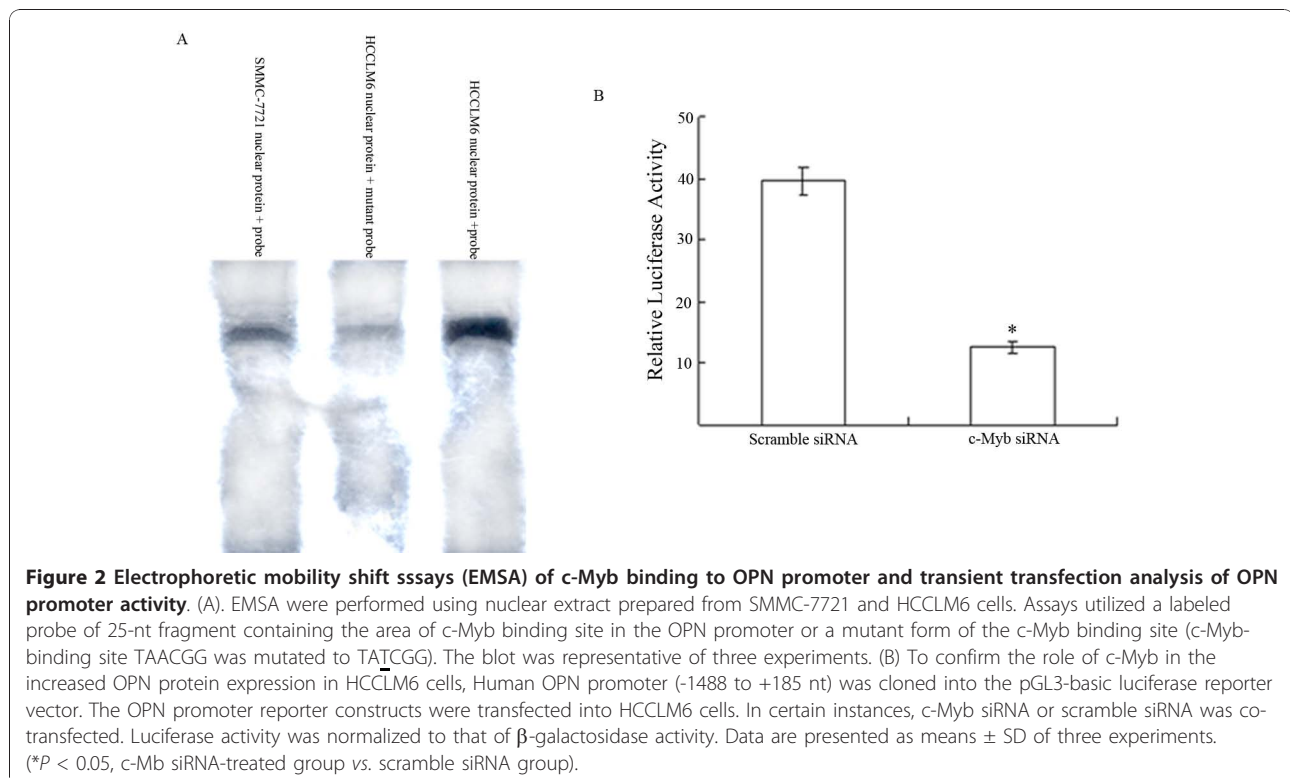 A
SMMC-7721 nuclear protein + probe
HCCLM6 nuclear protein + mutant probe
HCCLM6 nuclear protein +probe
B
Relative Luciferase Activity
50
40
30
20
10
*
Scramble siRNA
c-Myb siRNA
Figure 2 Electrophoretic mobility shift sssays (EMSA) of c-Myb binding to OPN promoter and transient transfection analysis of OPN
promoter activity. (A). EMSA were performed using nuclear extract prepared from SMMC-7721 and HCCLM6 cells. Assays utilized a labeled
probe of 25-nt fragment containing the area of c-Myb binding site in the OPN promoter or a mutant form of the c-Myb binding site (c-Myb-
binding site TAACGG was mutated to TATCGG). The blot was representative of three experiments. (B) To confirm the role of c-Myb in the
increased OPN protein expression in HCCLM6 cells, Human OPN promoter (-1488 to +185 nt) was cloned into the pGL3-basic luciferase reporter
vector. The OPN promoter reporter constructs were transfected into HCCLM6 cells. In certain instances, c-Myb siRNA or scramble siRNA was co-
transfected. Luciferase activity was normalized to that of β-galactosidase activity. Data are presented as means ± SD of three experiments.
(*P < 0.05, c-Mb siRNA-treated group vs. scramble siRNA group).